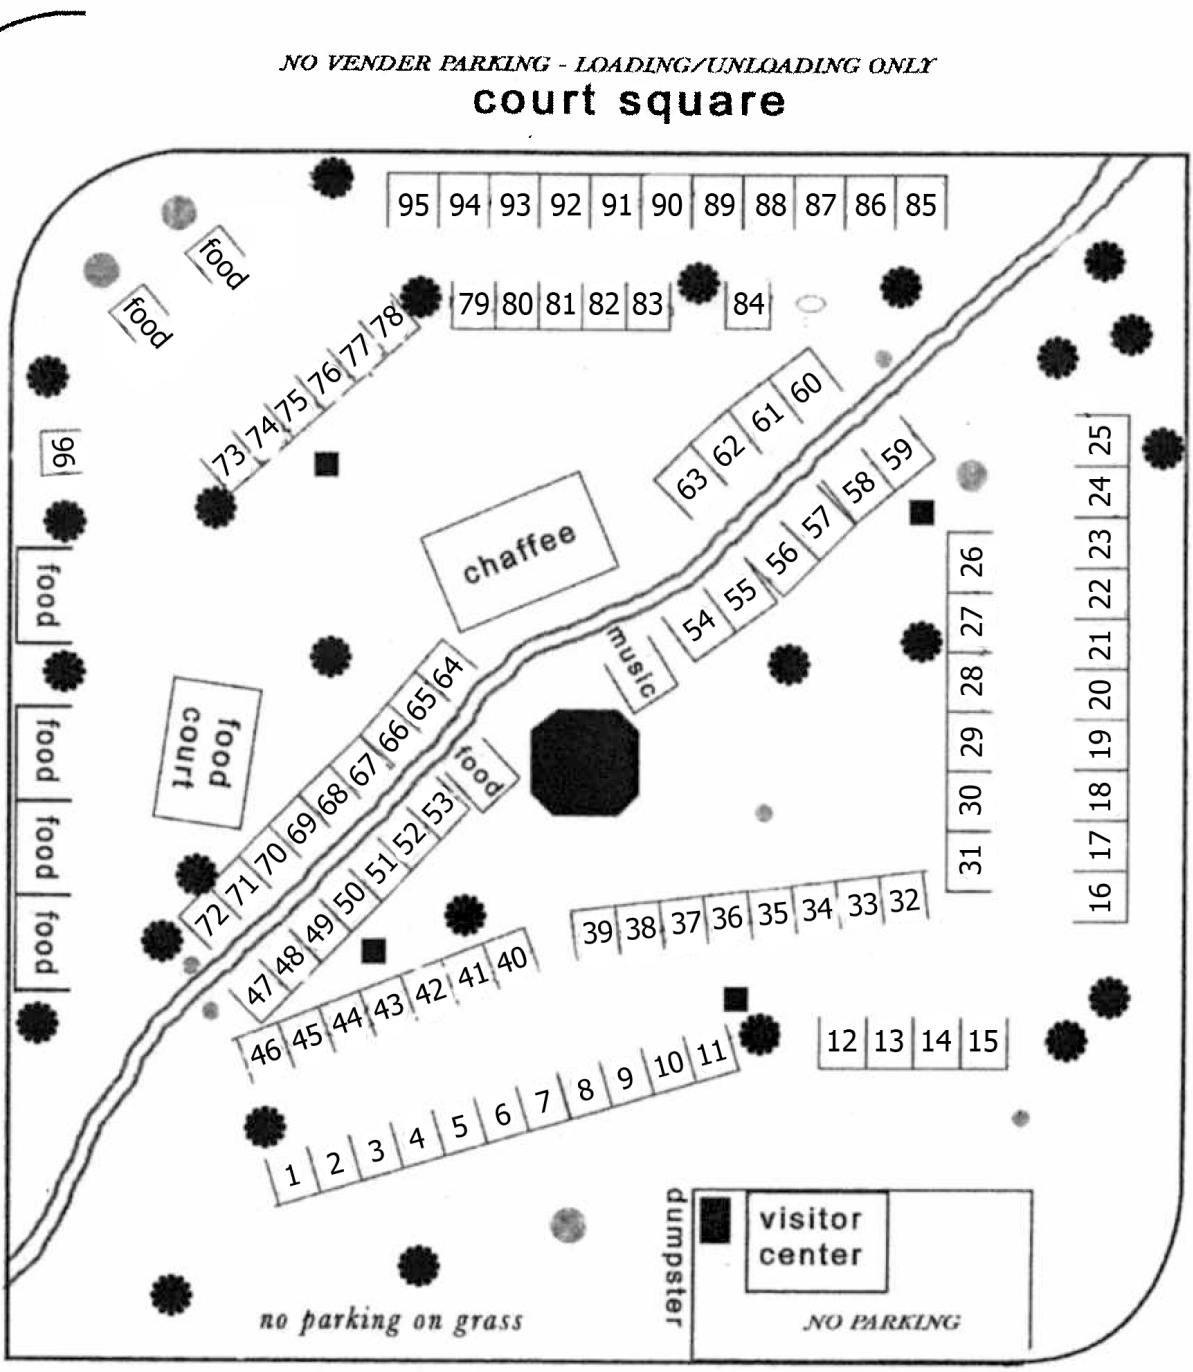 NO VENDER PARKING - LOADING/UNLOADING ONLY
court square
95 94 93 92 91 90 89 88 87 86 85
food
food
79 80 81 82 83
84
73 74 75 76 77 78
96
63 62 61 60
54 55 56 57 58 59
25
24
23
22
21
20
19
18
17
16
26
27
28
29
30
31
chaffee
music
food
food
food
food
food
court
72 71 70 69 68 67 66 65 64
food
47 48 49 50 51 52 53
39 38 37 36 35 34 33 32
46 45 44 43 42 41 40
12 13 14 15
1 2 3 4 5 6 7 8 9 10 11
dumpster
visitor
center
no parking on grass
NO PARKING